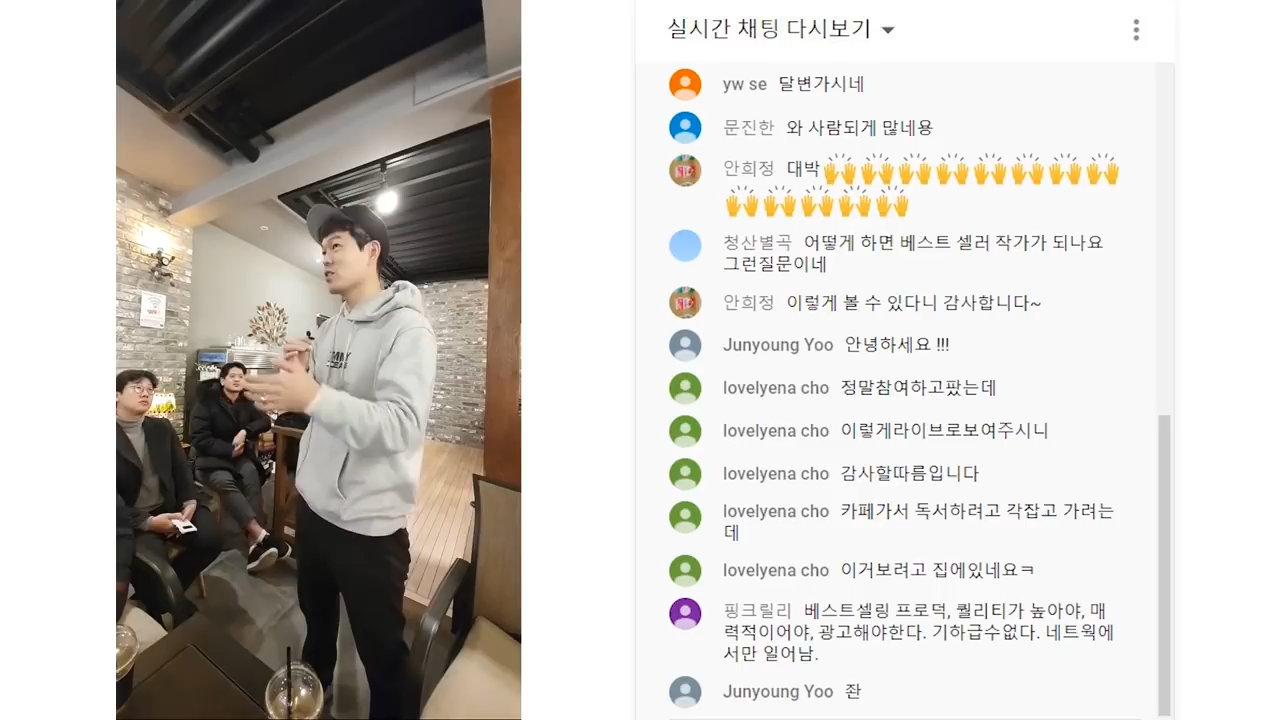 실시간 채팅 다시보기
yw se 달변가시네
문진한 와 사람되게 많네용
안희정 대박🙌🙌🙌🙌🙌🙌🙌🙌
🙌🙌🙌🙌🙌
청산별곡 어떻게 하면 베스트 셀러 작가가 되나요
그런질문이네
안희정 이렇게 볼 수 있다니 감사합니다~
Junyoung Yoo 안녕하세요 !!!
lovelyena cho 정말참여하고팠는데
lovelyena cho 이렇게라이브로보여주시니
lovelyena cho 감사할따름입니다
lovelyena cho 카페가서 독서하려고 각잡고 가려는
데
lovelyena cho 이거보려고 집에있네요ㅋ
핑크릴리 베스트셀링 프로덕, 퀄리티가 높아야, 매
력적이어야, 광고해야한다. 기하급수없다. 네트웍에
서만 일어남.
Junyoung Yoo 좐